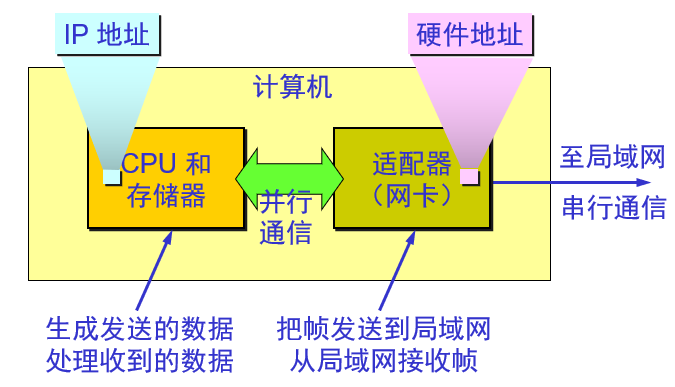 IP 地址
硬件地址
计算机
CPU 和
存储器
并行
通信
适配器
（网卡）
至局域网
串行通信
生成发送的数据
处理收到的数据
把帧发送到局域网
从局域网接收帧